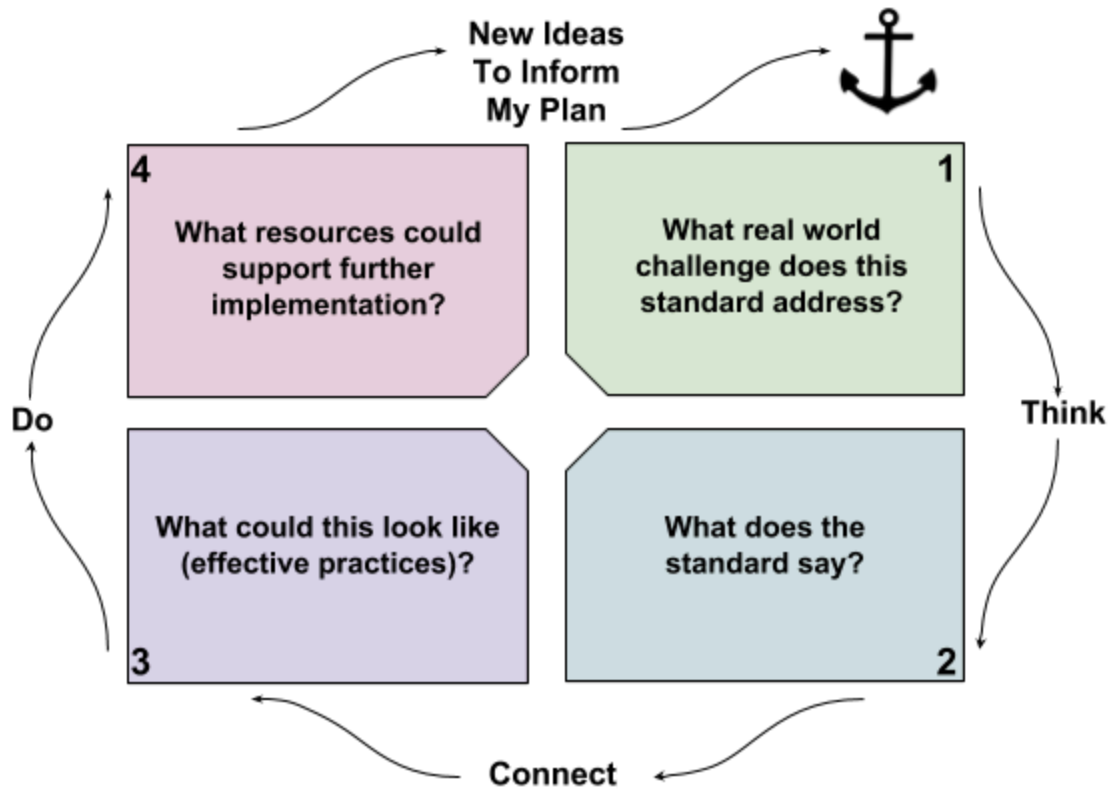 New Ideas
To Inform
My Plan
4
What resources could
support further
implementation?
1
What real world
challenge does this
standard address?
Do
Think
What could this look like
(effective practices)?
3
What does the
standard say?
2
Connect